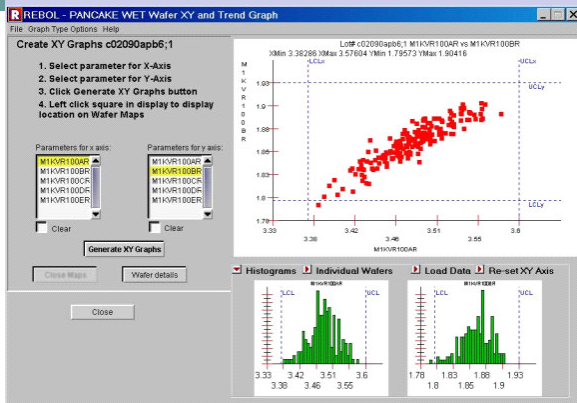 REBOL - PANCAKE WET Wafer XY and Trend Graph
File Graph Type Options Help
Create XY Graphs c02090apb6;1
1. Select parameter for X-Axis
2. Select parameter for Y-Axis
3. Click Generate XY Graphs button
4. Left click square in display to display
location on Wafer Maps
Parameters for x axis:
M1KVR100AR
M1KVR100BR
M1KVR100CR
M1KVR100DR
M1KVR100ER
Clear
Parameters for y axis:
M1KVR100AR
M1KVR100BR
M1KVR100CR
M1KVR100DR
M1KVR100ER
Clear
Generate XY Graphs
Close Maps
Wafer details
Close
Lot# c02090apb6;1 M1KVR100AR vs M1KVR100BR
XMin 3.38286 XMax 3.57604 YMin 1.79573 YMax 1.90416
LCLx
UCLx
UCLy
LCLy
M1KVR100BR
1.93
1.9
1.88
1.85
1.83
1.8
1.78
3.33
3.38
3.42
3.46
3.51
3.55
3.6
M1KVR100AR
Histograms
Individual Wafers
Load Data
Re-set XY Axis
M1KVR100AR
LCL
UCL
3.33 3.42 3.51 3.6
3.38 3.46 3.55
M1KVR100BR
LCL
UCL
1.78 1.83 1.88 1.93
1.8 1.85 1.9